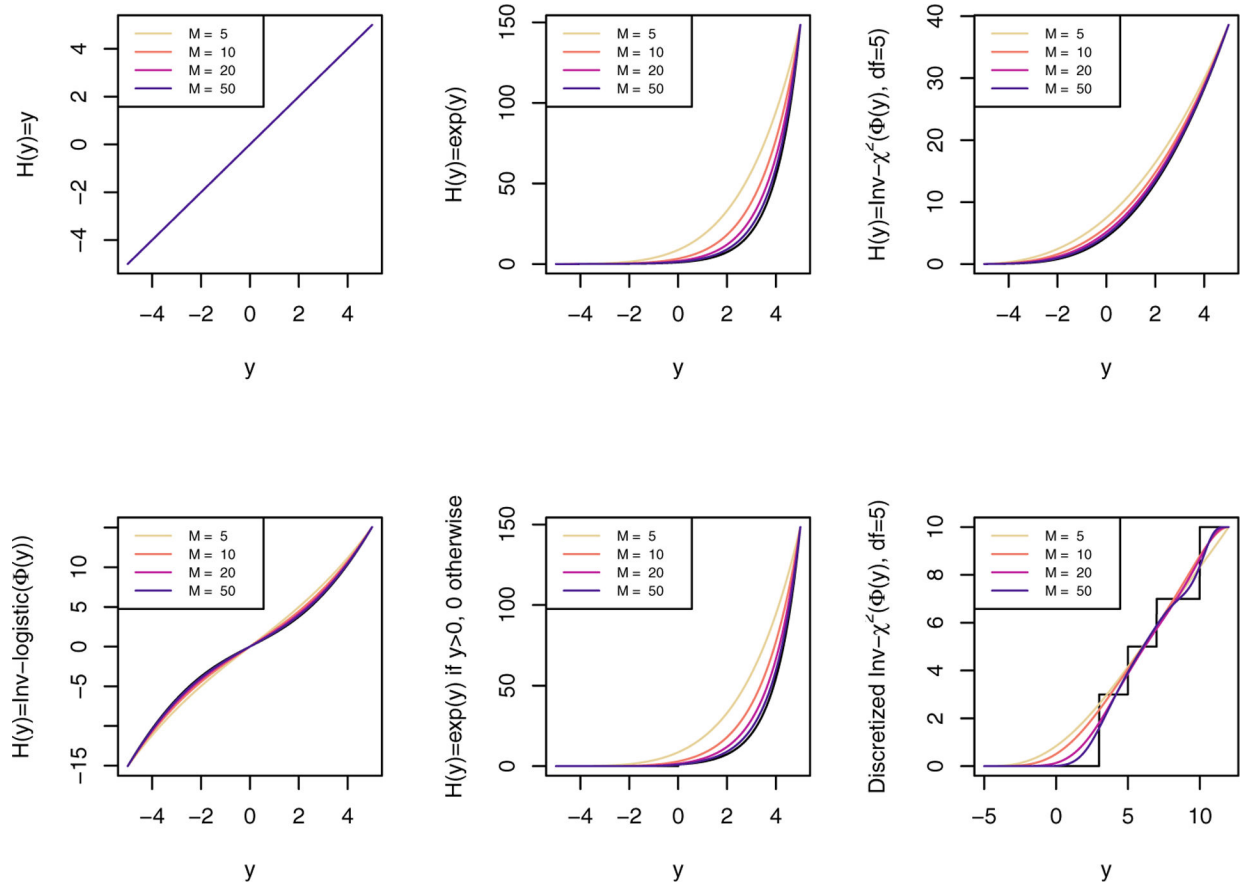 H(y)=y
4
2
0
−2
−4
M = 5
M = 10
M = 20
M = 50
−4 −2 0 2 4
y
H(y)=exp(y)
150
100
50
0
M = 5
M = 10
M = 20
M = 50
−4 −2 0 2 4
y
H(y)=Inv−χ²(Φ(y), df=5)
40
30
20
10
0
M = 5
M = 10
M = 20
M = 50
−4 −2 0 2 4
y
H(y)=Inv−logistic(Φ(y))
10
5
0
−5
−15
M = 5
M = 10
M = 20
M = 50
−4 −2 0 2 4
y
H(y)=exp(y) if y>0, 0 otherwise
150
100
50
0
M = 5
M = 10
M = 20
M = 50
−4 −2 0 2 4
y
Discretized Inv−χ²(Φ(y), df=5)
10
8
6
4
2
0
M = 5
M = 10
M = 20
M = 50
−5 0 5 10
y